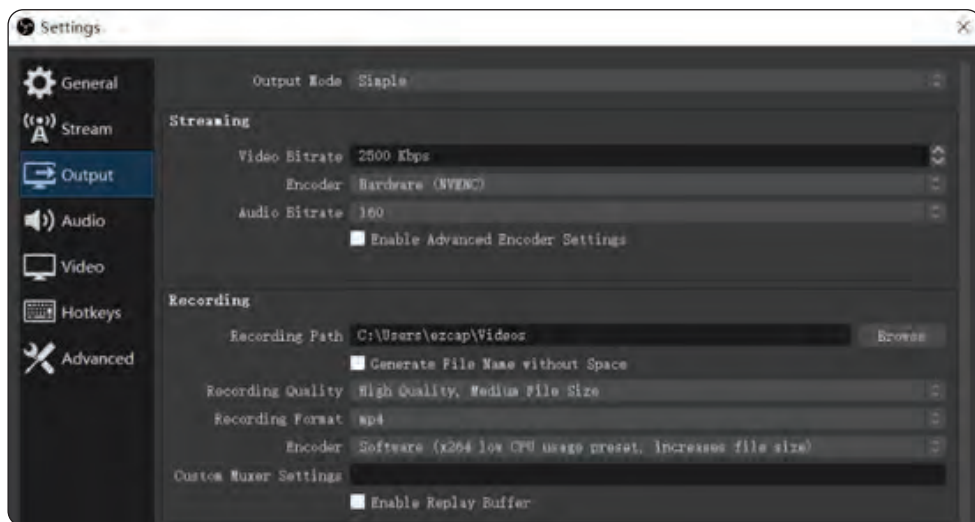 Settings
General
Stream
Output
Audio
Video
Hotkeys
Advanced
Output Mode Simple
Streaming
Video Bitrate 2500 Kbps
Encoder Hardware (NVENC)
Audio Bitrate 160
Enable Advanced Encoder Settings
Recording
Recording Path C:\Users\ezcap\Videos Browse
Generate File Name without Space
Recording Quality High Quality, Medium File Size
Recording Format mp4
Encoder Software (x264 low CPU usage preset, increases file size)
Custom Muxer Settings
Enable Replay Buffer